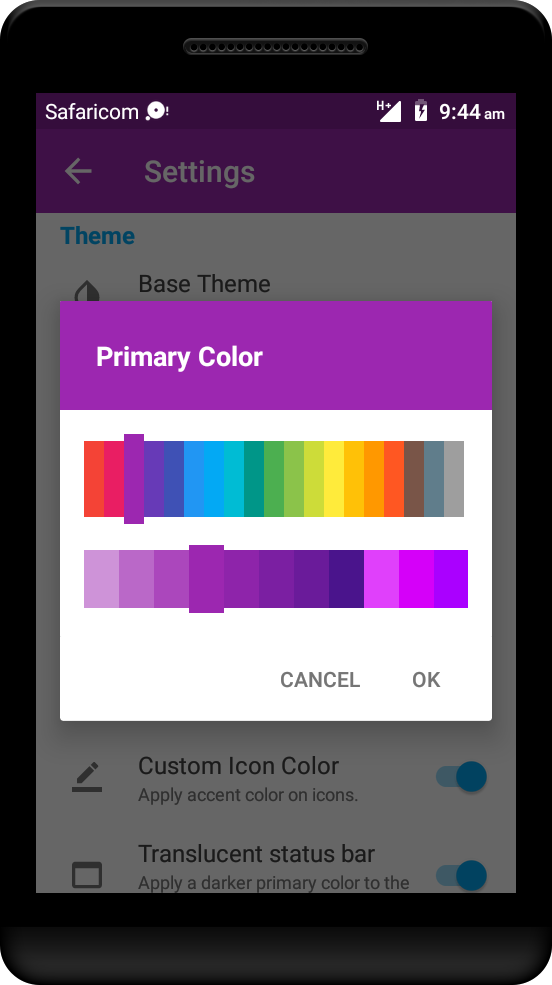 Safaricom H+ 9:44 am
Settings
Theme
Base Theme
Primary Color
CANCEL OK
Custom Icon Color
Apply accent color on icons.
Translucent status bar
Apply a darker primary color to the